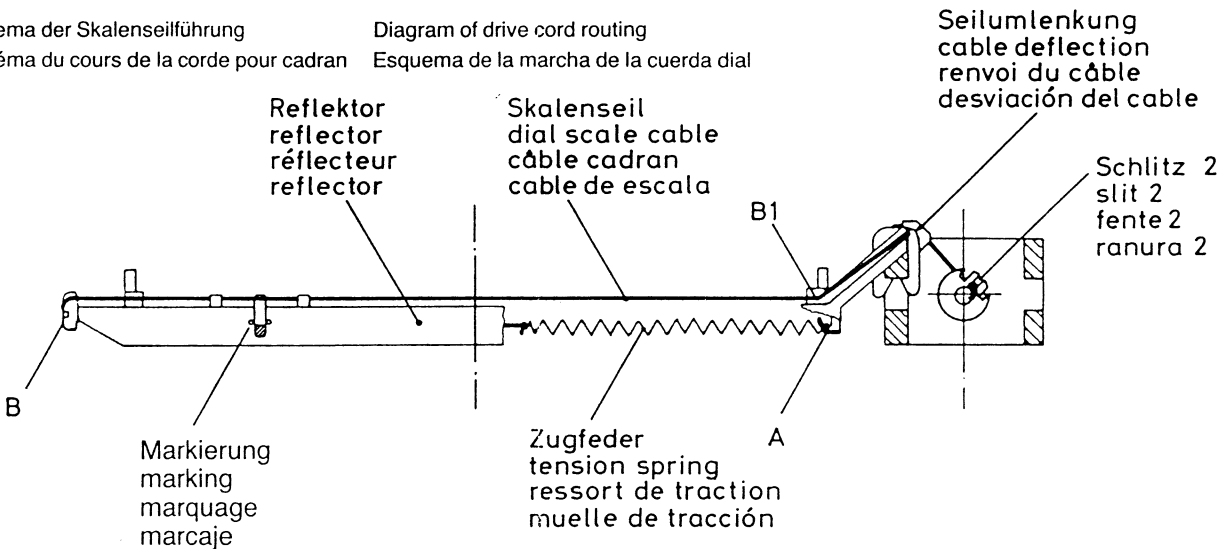 ema der Skalenseilführung
Diagram of drive cord routing
éma du cours de la corde pour cadran
Esquema de la marcha de la cuerda dial
Seilumlenkung
cable deflection
renvoi du câble
desviación del cable
Reflektor
reflector
réflecteur
reflector
Skalenseil
dial scale cable
câble cadran
cable de escala
Schlitz 2
slit 2
fente 2
ranura 2
B1
B
A
Markierung
marking
marquage
marcaje
Zugfeder
tension spring
ressort de traction
muelle de tracción